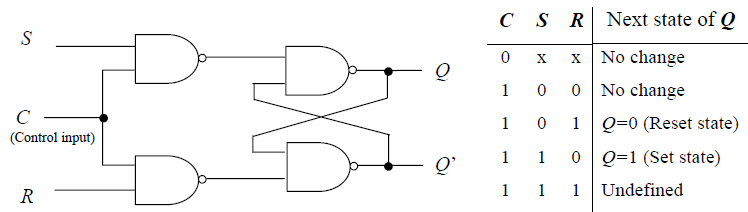 S
C
(Control input)
R
Q
Q’
C S R Next state of Q
0 x x No change
1 0 0 No change
1 0 1 Q=0 (Reset state)
1 1 0 Q=1 (Set state)
1 1 1 Undefined